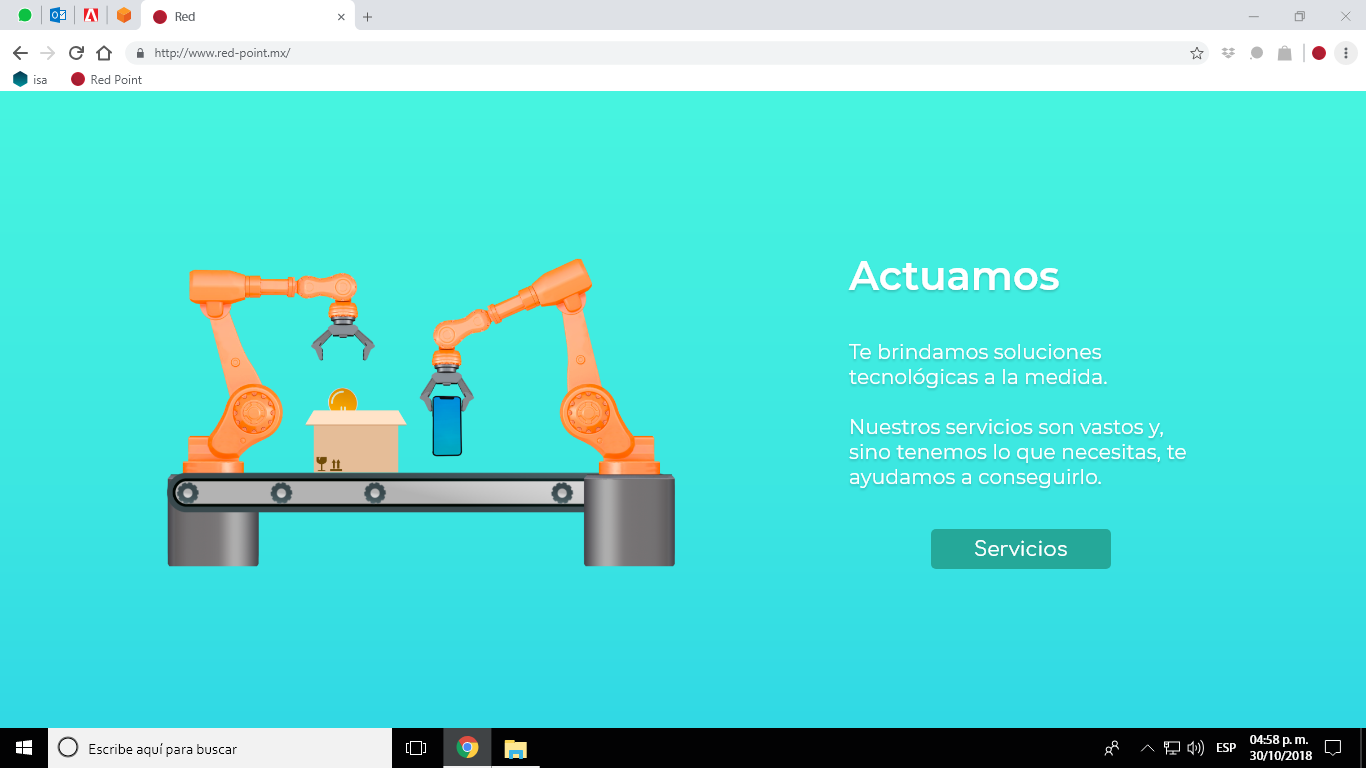 Red
http://www.red-point.mx/
isa
Red Point
Actuamos
Te brindamos soluciones
tecnológicas a la medida.
Nuestros servicios son vastos y,
sino tenemos lo que necesitas, te
ayudamos a conseguirlo.
Servicios
Escribe aquí para buscar
ESP
04:58 p. m.
30/10/2018